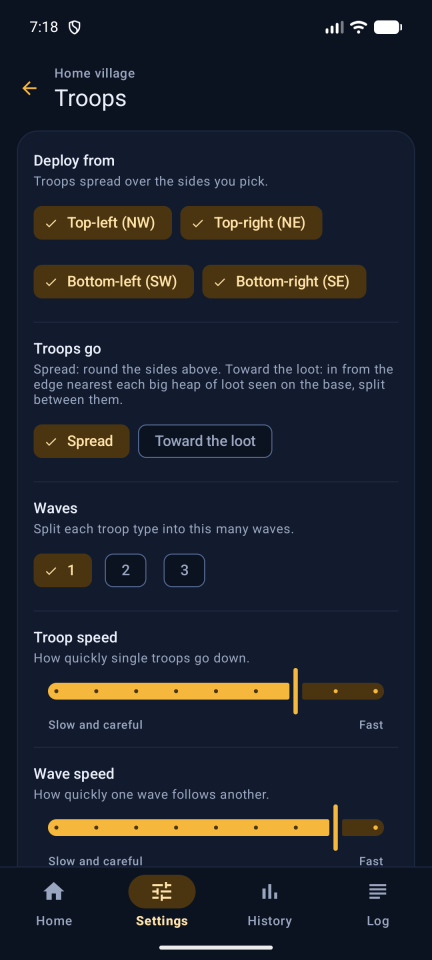 7:18
Home village
Troops
Deploy from
Troops spread over the sides you pick.
Top-left (NW)
Top-right (NE)
Bottom-left (SW)
Bottom-right (SE)
Troops go
Spread: round the sides above. Toward the loot: in from the
edge nearest each big heap of loot seen on the base, split
between them.
Spread
Toward the loot
Waves
Split each troop type into this many waves.
1
2
3
Troop speed
How quickly single troops go down.
Slow and careful
Fast
Wave speed
How quickly one wave follows another.
Slow and careful
Fast
Home
Settings
History
Log